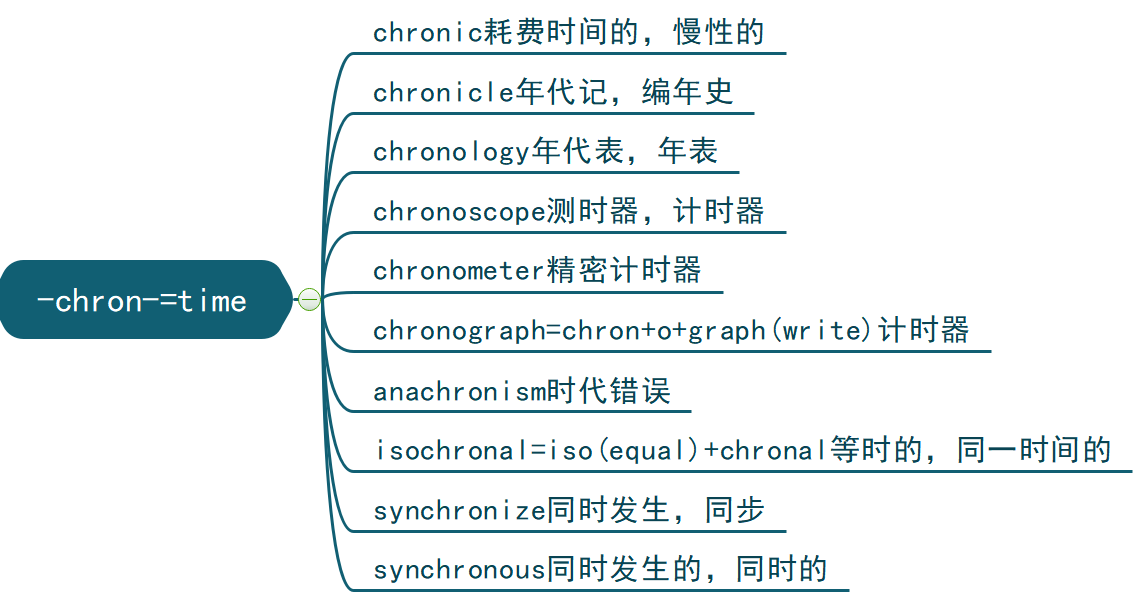 chronic耗费时间的，慢性的
chronicle年代记，编年史
chronology年代表，年表
chronoscope测时器，计时器
-chron-=time
chronometer精密计时器
chronograph=chron+o+graph(write)计时器
anachronism时代错误
isochronal=iso(equal)+chronal等时的，同一时间的
synchronize同时发生，同步
synchronous同时发生的，同时的